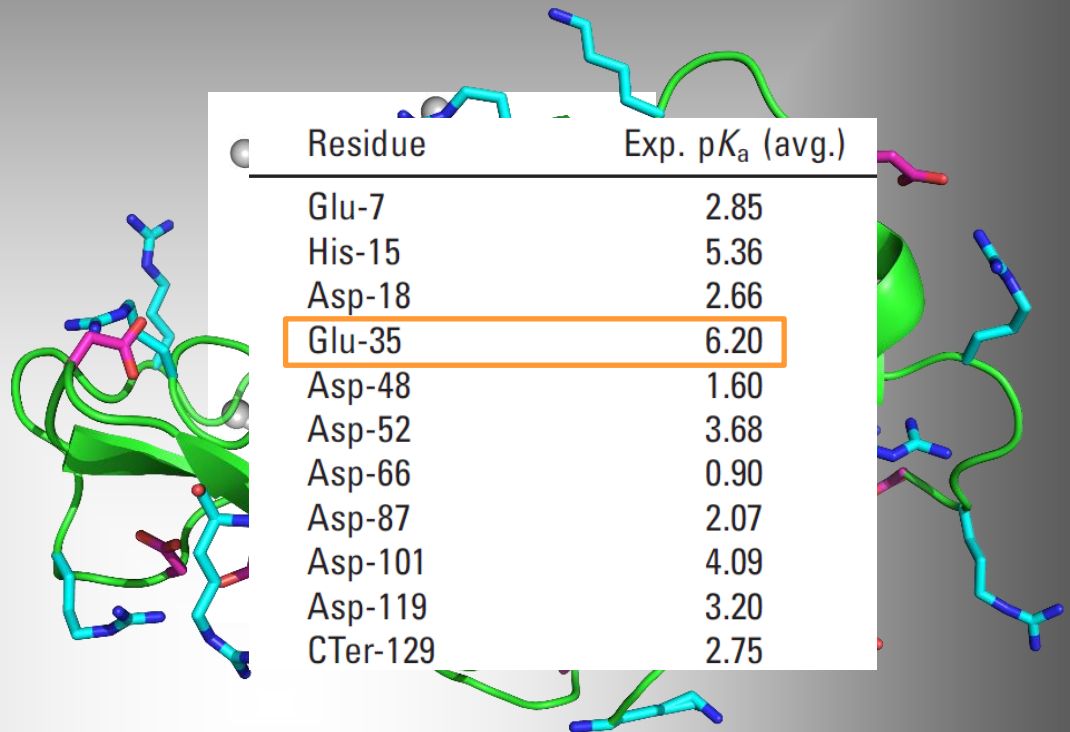 Residue Exp. pKa (avg.)
Glu-7 2.85
His-15 5.36
Asp-18 2.66
Glu-35 6.20
Asp-48 1.60
Asp-52 3.68
Asp-66 0.90
Asp-87 2.07
Asp-101 4.09
Asp-119 3.20
CTer-129 2.75